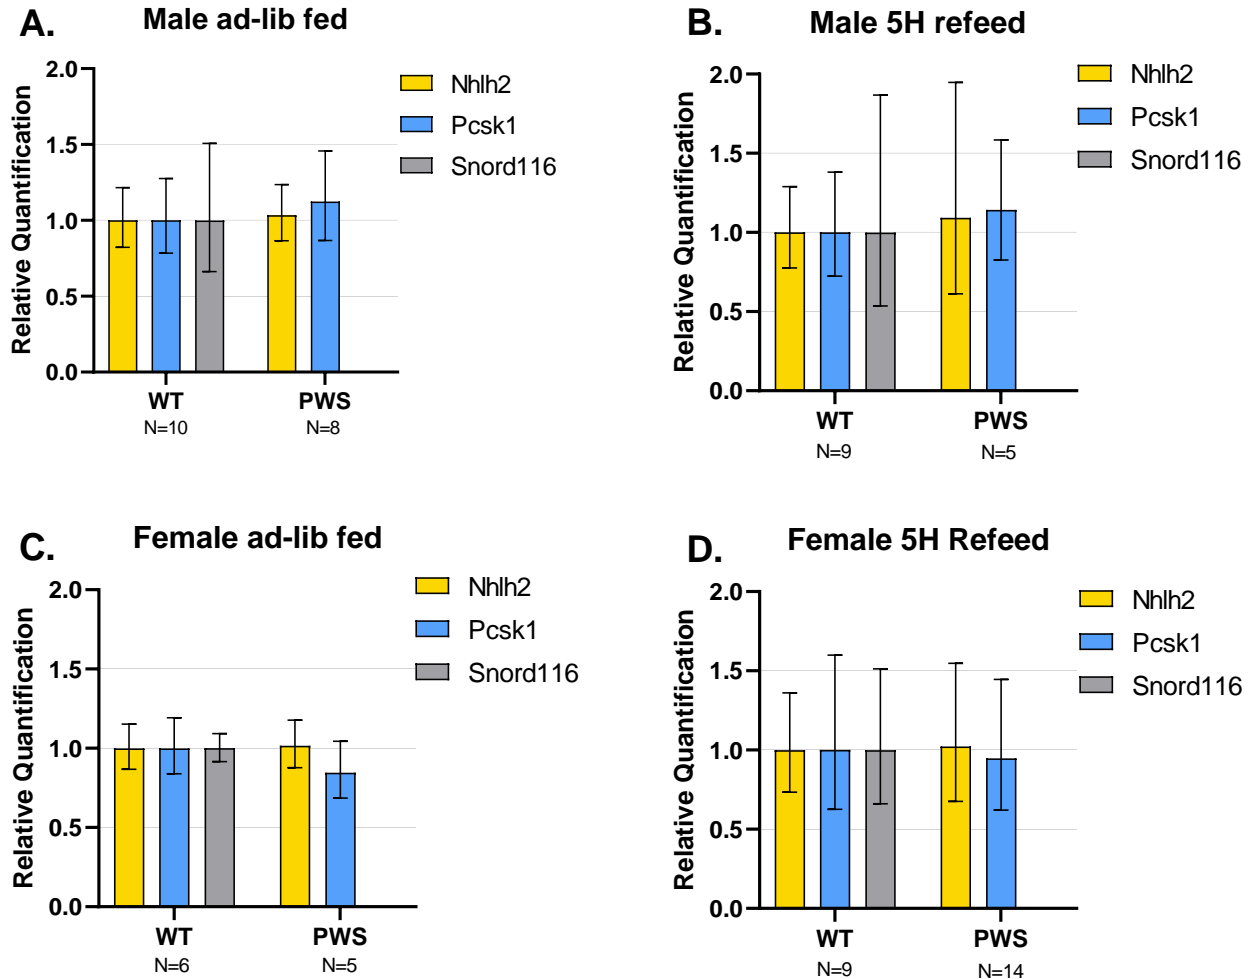 A.
Male ad-lib fed
Relative Quantification
2.0
1.5
1.0
0.5
0.0
Nhlh2
Pcsk1
Snord116
WT
PWS
N=10
N=8
B.
Male 5H refeed
Relative Quantification
2.0
1.5
1.0
0.5
0.0
Nhlh2
Pcsk1
Snord116
WT
PWS
N=9
N=5
C.
Female ad-lib fed
Relative Quantification
2.0
1.5
1.0
0.5
0.0
Nhlh2
Pcsk1
Snord116
WT
PWS
N=6
N=5
D.
Female 5H Refeed
Relative Quantification
2.0
1.5
1.0
0.5
0.0
Nhlh2
Pcsk1
Snord116
WT
PWS
N=9
N=14